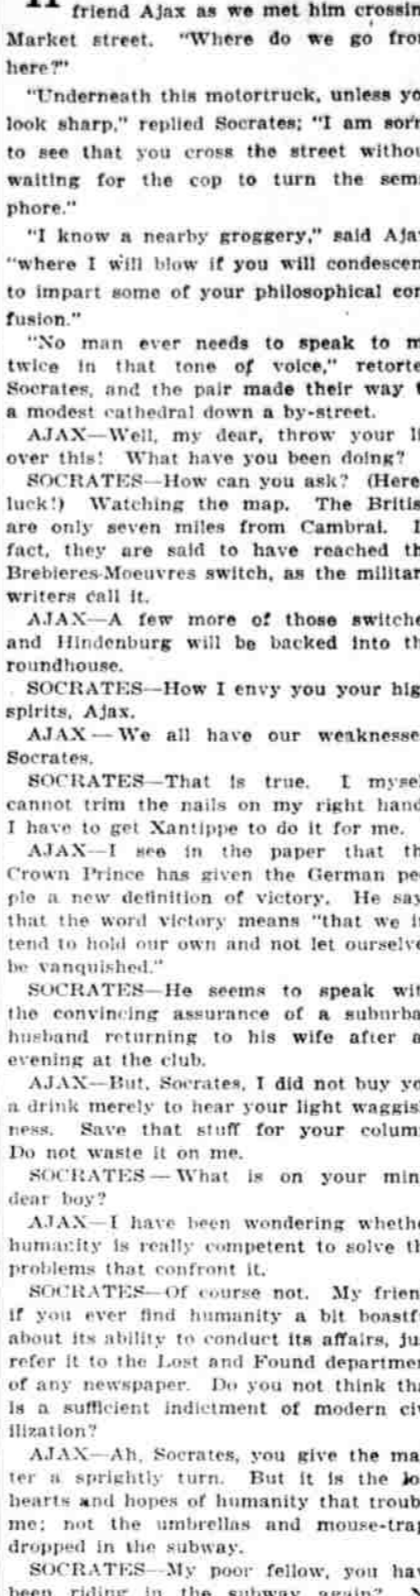 friend Ajax as we met him crossin
Market street. "Where do we go fro
here?"
"Underneath this motortruck, unless yo
look sharp," replied Socrates; "I am sorr
to see that you cross the street withou
waiting for the cop to turn the sem
phore."
"I know a nearby groggery," said Aja
"where I will blow if you will condescen
to impart some of your philosophical con
fusion."
"No man ever needs to speak to m
twice in that tone of voice," retorte
Socrates, and the pair made their way t
a modest cathedral down a by-street.
AJAX—Well, my dear, throw your li
over this! What have you been doing?
SOCRATES—How can you ask? (Here
luck!) Watching the map. The Britis
are only seven miles from Cambrai. I
fact, they are said to have reached th
Brebieres-Moeuvres switch, as the militar
writers call it.
AJAX—A few more of those switche
and Hindenburg will be backed into th
roundhouse.
SOCRATES—How I envy you your hig
spirits, Ajax.
AJAX—We all have our weaknesse
Socrates.
SOCRATES—That is true. I mysel
cannot trim the nails on my right hand
I have to get Xantippe to do it for me.
AJAX—I see in the paper that th
Crown Prince has given the German peo
ple a new definition of victory. He say
that the word victory means "that we in
tend to hold our own and not let ourselve
be vanquished."
SOCRATES—He seems to speak wit
the convincing assurance of a suburba
husband returning to his wife after a
evening at the club.
AJAX—But, Socrates, I did not buy yo
a drink merely to hear your light waggis
ness. Save that stuff for your colum
Do not waste it on me.
SOCRATES—What is on your min
dear boy?
AJAX—I have been wondering whethe
humanity is really competent to solve th
problems that confront it.
SOCRATES—Of course not. My frien
if you ever find humanity a bit boastf
about its ability to conduct its affairs, ju
refer it to the Lost and Found departme
of any newspaper. Do you not think tha
is a sufficient indictment of modern civ
ilization?
AJAX—Ah, Socrates, you give the ma
ter a sprightly turn. But it is the lo
hearts and hopes of humanity that troub
me; not the umbrellas and mouse-trap
dropped in the subway.
SOCRATES—My poor fellow, you ha
been riding in the subway again?